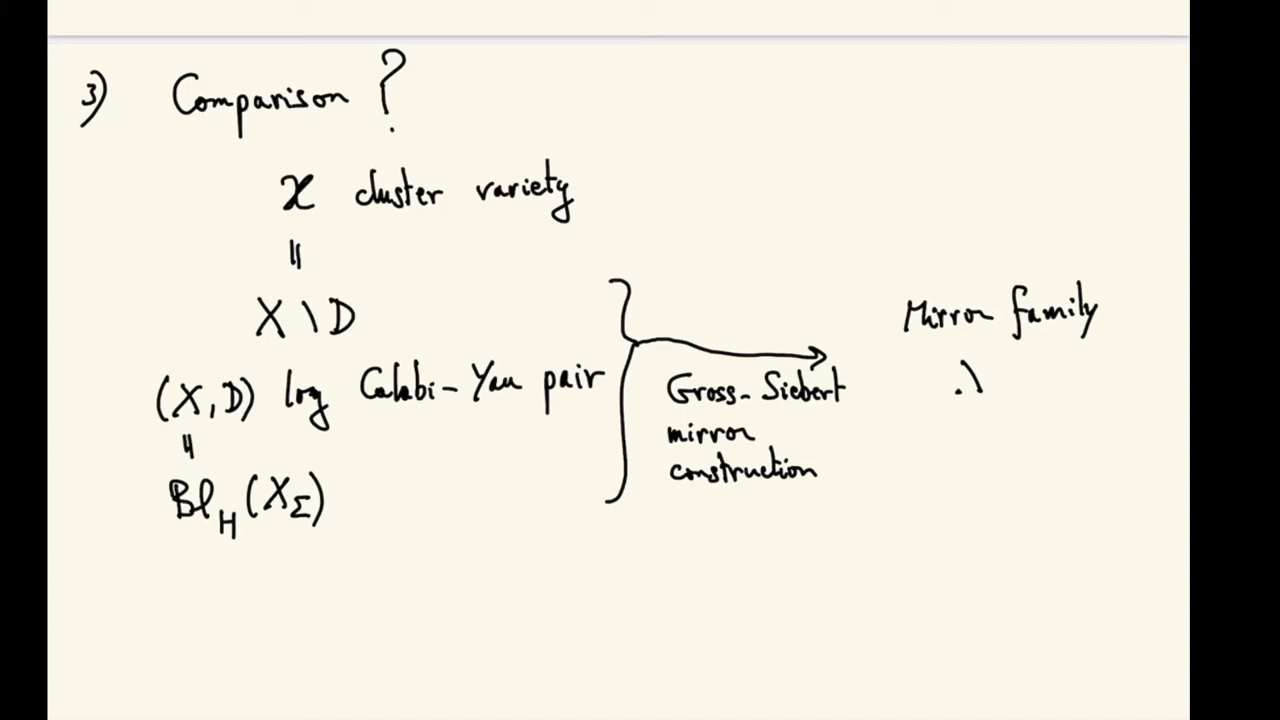 3) Comparison ?
𝒳 cluster variety
=
X \ D
(X, D) log Calabi-Yau pair
=
Bl_H (X_Σ)
Gross-Siebert
mirror
construction
Mirror family